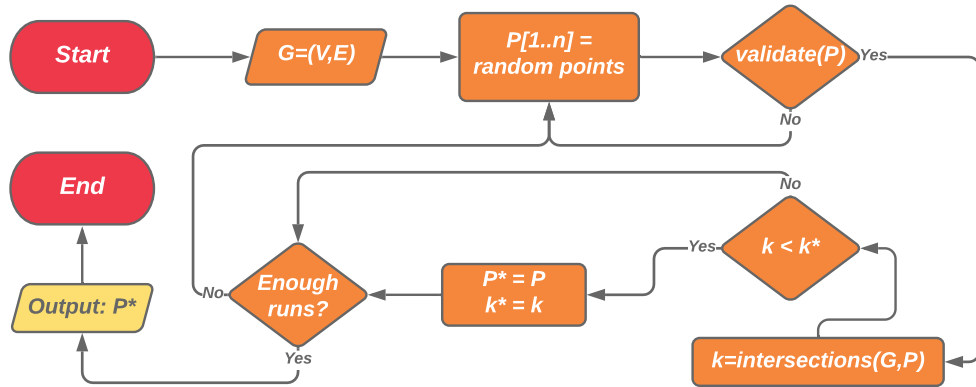 Start
G=(V,E)
P[1..n] =
random points
validate(P)
Yes
No
End
No
k < k*
Yes
P* = P
k* = k
Enough
runs?
No
Output: P*
Yes
k=intersections(G,P)